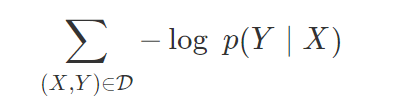 ∑ − log p(Y | X)
(X,Y)∈𝒟